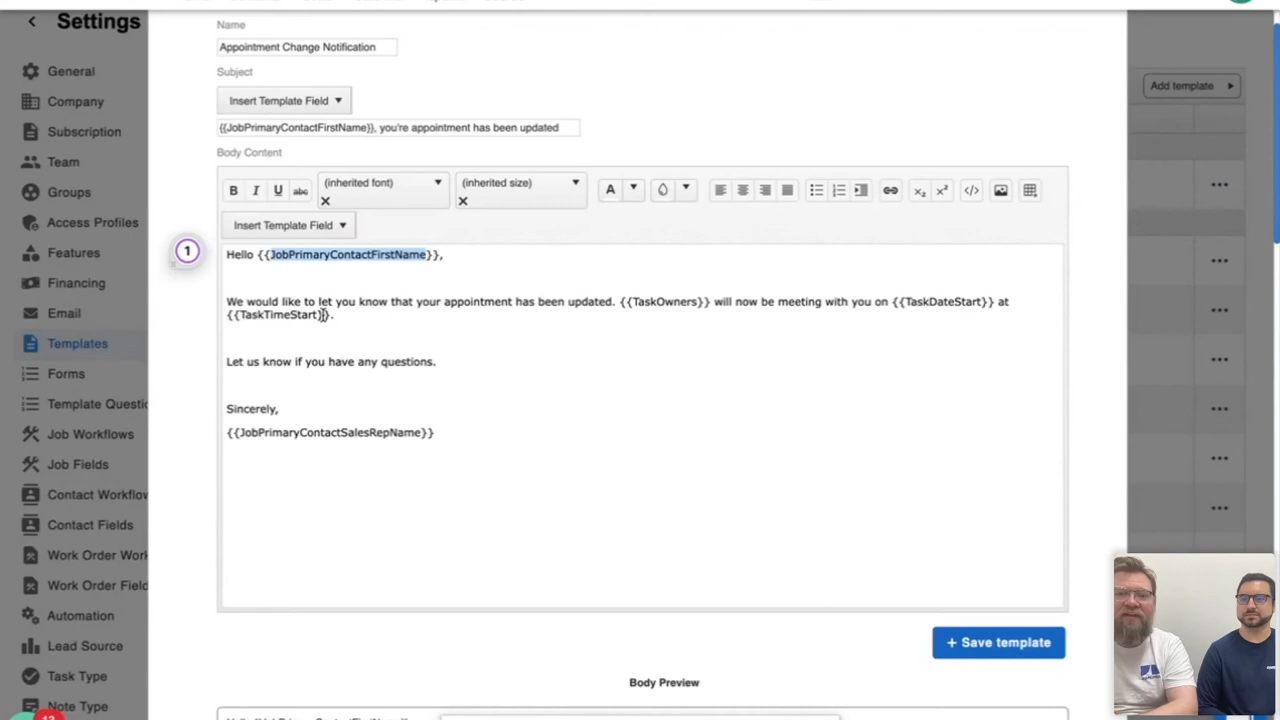 Settings
General
Company
Subscription
Team
Groups
Access Profiles
Features
Financing
Email
Templates
Forms
Template Questio
Job Workflows
Job Fields
Contact Workflow
Contact Fields
Work Order Work
Work Order Field
Automation
Lead Source
Task Type
Note Type
13
Name
Appointment Change Notification
Subject
Insert Template Field
{{JobPrimaryContactFirstName}}, you're appointment has been updated
Body Content
B I U abc (inherited font) (inherited size) A
Insert Template Field
1
Hello {{JobPrimaryContactFirstName}},
We would like to let you know that your appointment has been updated. {{TaskOwners}} will now be meeting with you on {{TaskDateStart}} at
{{TaskTimeStart}}.
Let us know if you have any questions.
Sincerely,
{{JobPrimaryContactSalesRepName}}
+ Save template
Body Preview
Add template